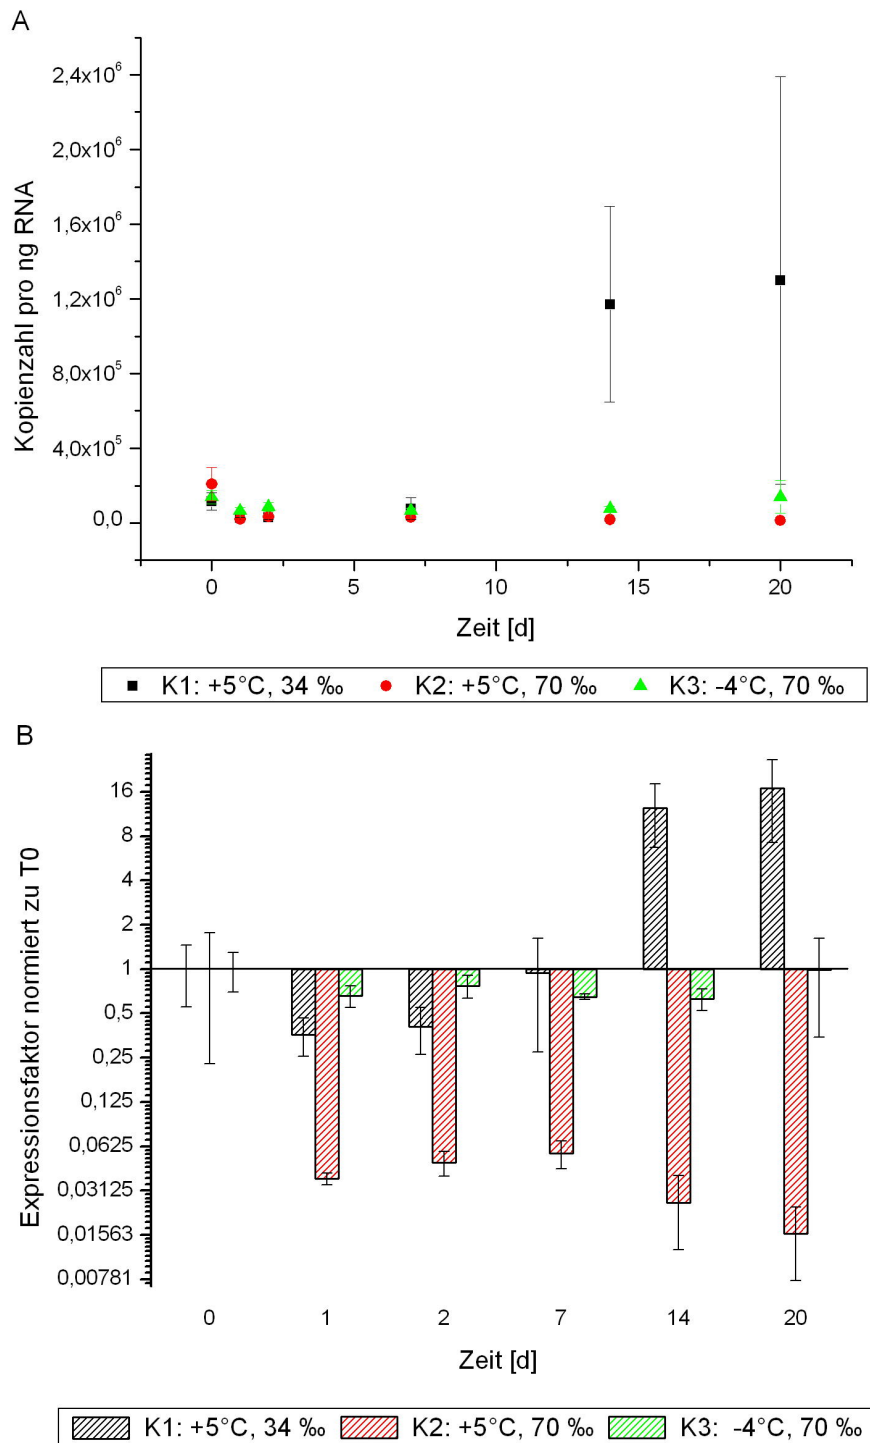 A
Kopienzahl pro ng RNA
2,4x10⁶
2,0x10⁶
1,6x10⁶
1,2x10⁶
8,0x10⁵
4,0x10⁵
0,0
0 5 10 15 20
Zeit [d]
K1: +5°C, 34 ‰ K2: +5°C, 70 ‰ K3: -4°C, 70 ‰
B
Expressionsfaktor normiert zu T0
16
8
4
2
1
0,5
0,25
0,125
0,0625
0,03125
0,01563
0,00781
0 1 2 7 14 20
Zeit [d]
K1: +5°C, 34 ‰ K2: +5°C, 70 ‰ K3: -4°C, 70 ‰